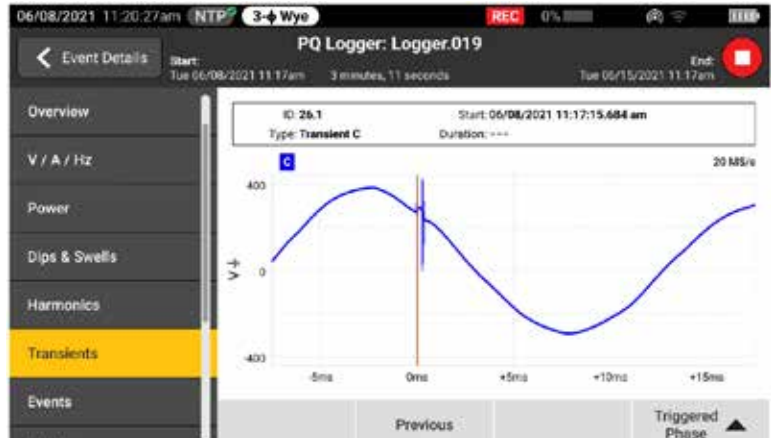 06/08/2021 11:20:27am NTP 3-ϕ Wye REC 0%
Event Details
PQ Logger: Logger.019
Start: End:
Tue 06/08/2021 11:17am 3 minutes, 11 seconds Tue 06/15/2021 11:17am
Overview
V / A / Hz
Power
Dips & Swells
Harmonics
Transients
Events
ID: 26.1 Start: 06/08/2021 11:17:15.684 am
Type: Transient C Duration: ---
C
20 MS/s
400
0
-400
V
-5ms 0ms +5ms +10ms +15ms
Previous
Triggered
Phase